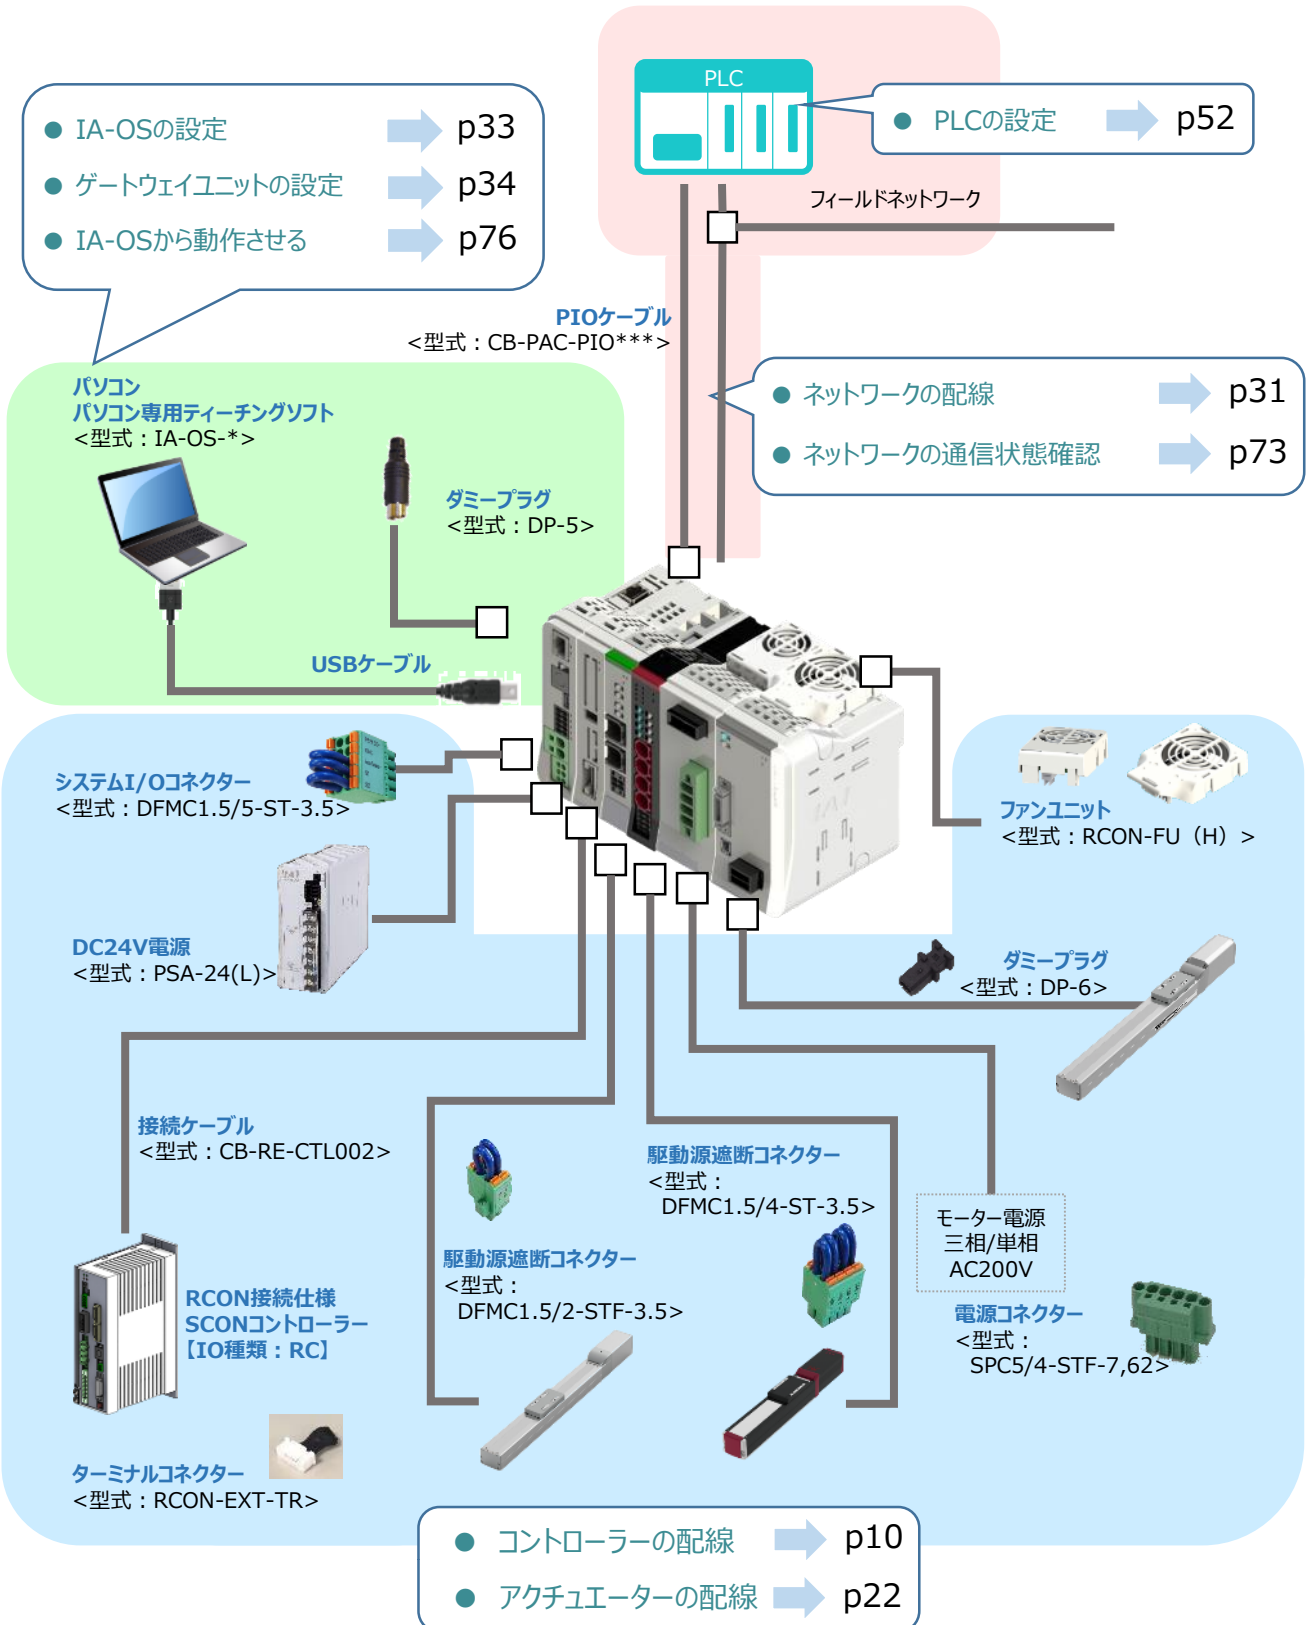 PLC
● IA-OSの設定 p33
● ゲートウェイユニットの設定 p34
● IA-OSから動作させる p76
● PLCの設定 p52
フィールドネットワーク
PIOケーブル
<型式：CB-PAC-PIO***>
● ネットワークの配線 p31
● ネットワークの通信状態確認 p73
パソコン
パソコン専用ティーチングソフト
<型式：IA-OS-*>
ダミープラグ
<型式：DP-5>
USBケーブル
システムI/Oコネクター
<型式：DFMC1.5/5-ST-3.5>
ファンユニット
<型式：RCON-FU（H）>
DC24V電源
<型式：PSA-24(L)>
ダミープラグ
<型式：DP-6>
接続ケーブル
<型式：CB-RE-CTL002>
駆動源遮断コネクター
<型式：
DFMC1.5/4-ST-3.5>
モーター電源
三相/単相
AC200V
駆動源遮断コネクター
<型式：
DFMC1.5/2-STF-3.5>
RCON接続仕様
SCONコントローラー
【IO種類：RC】
電源コネクター
<型式：
SPC5/4-STF-7,62>
ターミナルコネクター
<型式：RCON-EXT-TR>
● コントローラーの配線 p10
● アクチュエーターの配線 p22